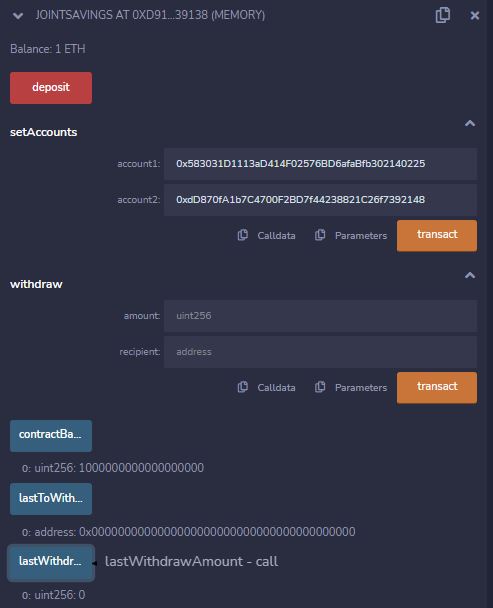 JOINTSAVINGS AT 0XD91...39138 (MEMORY)
Balance: 1 ETH
deposit
setAccounts
account1: 0x583031D1113aD414F02576BD6afaBfb302140225
account2: 0xdD870fA1b7C4700F2BD7f44238821C26f7392148
Calldata Parameters transact
withdraw
amount: uint256
recipient: address
Calldata Parameters transact
contractBa...
0: uint256: 1000000000000000000
lastToWith...
0: address: 0x0000000000000000000000000000000000000000
lastWithdr... lastWithdrawAmount - call
0: uint256: 0